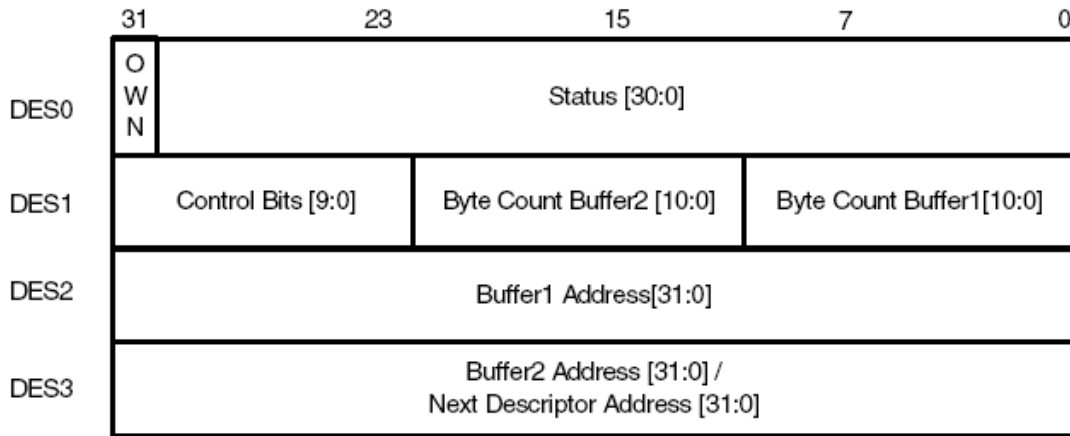 31 23 15 7 0
DES0
O
W
N
Status [30:0]
DES1
Control Bits [9:0]
Byte Count Buffer2 [10:0]
Byte Count Buffer1[10:0]
DES2
Buffer1 Address[31:0]
DES3
Buffer2 Address [31:0] /
Next Descriptor Address [31:0]